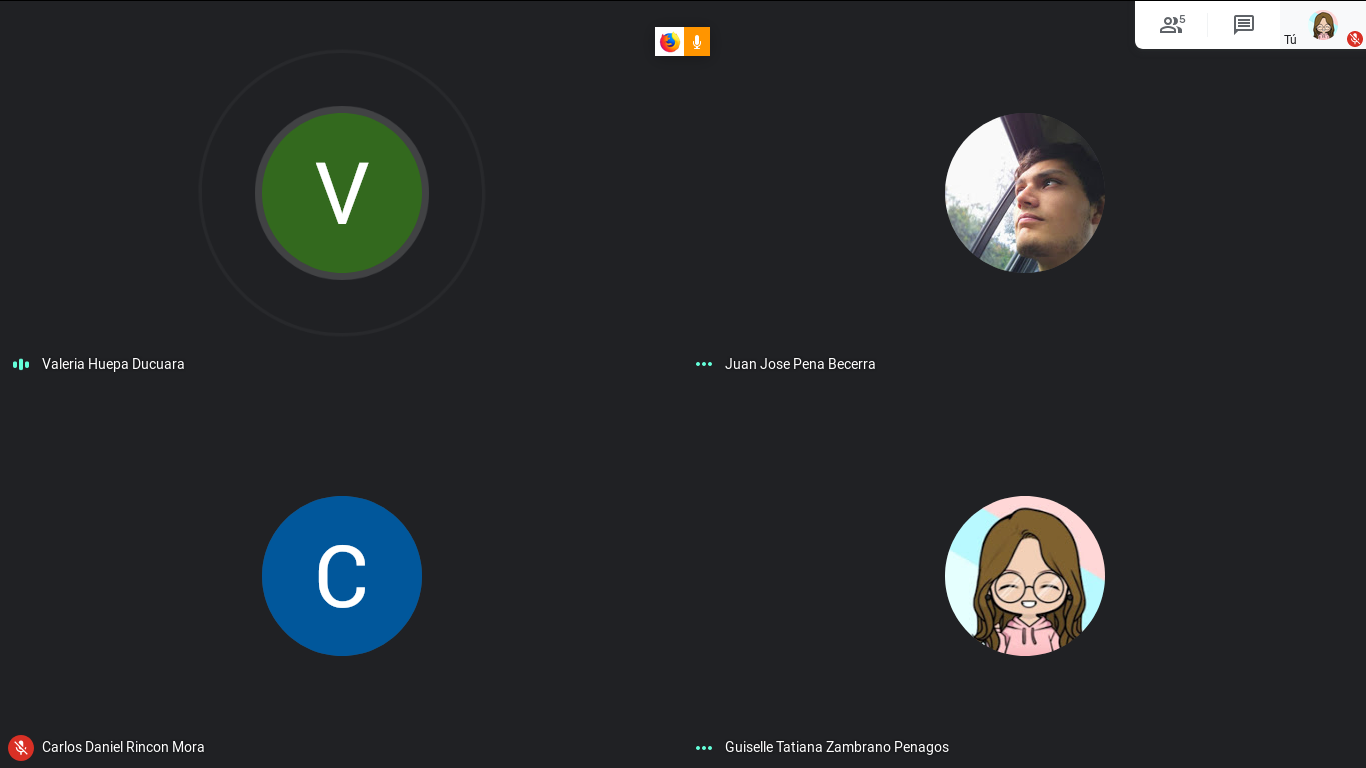 5
Tú
V
Valeria Huepa Ducuara
Juan Jose Pena Becerra
C
Carlos Daniel Rincon Mora
Guiselle Tatiana Zambrano Penagos